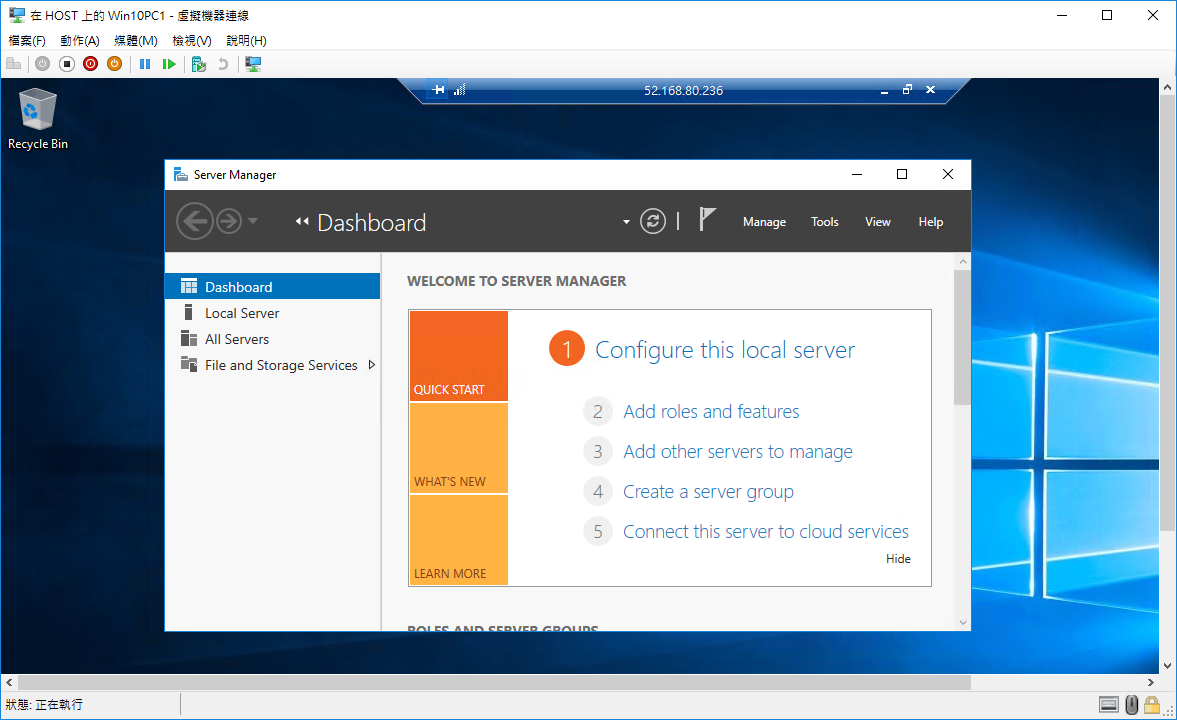 在 HOST 上的 Win10PC1 - 虛擬機器連線
檔案(F) 動作(A) 媒體(M) 檢視(V) 說明(H)
52.168.80.236
Recycle Bin
Server Manager
Dashboard
Manage Tools View Help
Dashboard
Local Server
All Servers
File and Storage Services
WELCOME TO SERVER MANAGER
QUICK START
WHAT'S NEW
LEARN MORE
1 Configure this local server
2 Add roles and features
3 Add other servers to manage
4 Create a server group
5 Connect this server to cloud services
Hide
ROLES AND SERVER GROUPS
狀態: 正在執行